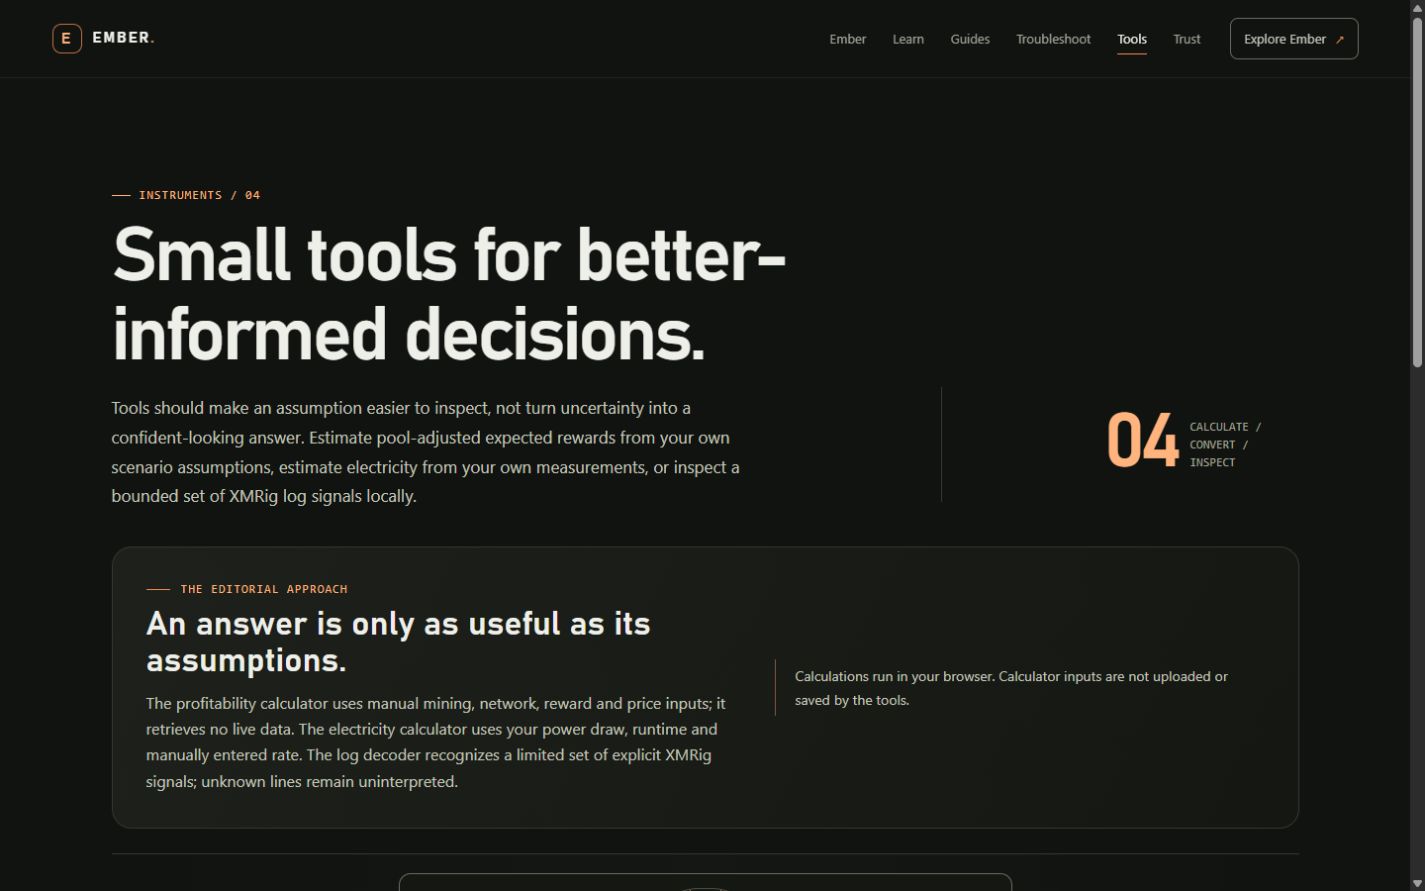 E EMBER.
Ember Learn Guides Troubleshoot Tools Trust Explore Ember ↗
INSTRUMENTS / 04
Small tools for better-
informed decisions.
Tools should make an assumption easier to inspect, not turn uncertainty into a
confident-looking answer. Estimate pool-adjusted expected rewards from your own
scenario assumptions, estimate electricity from your own measurements, or inspect a
bounded set of XMRig log signals locally.
04
CALCULATE /
CONVERT /
INSPECT
THE EDITORIAL APPROACH
An answer is only as useful as its
assumptions.
The profitability calculator uses manual mining, network, reward and price inputs; it
retrieves no live data. The electricity calculator uses your power draw, runtime and
manually entered rate. The log decoder recognizes a limited set of explicit XMRig
signals; unknown lines remain uninterpreted.
Calculations run in your browser. Calculator inputs are not uploaded or
saved by the tools.